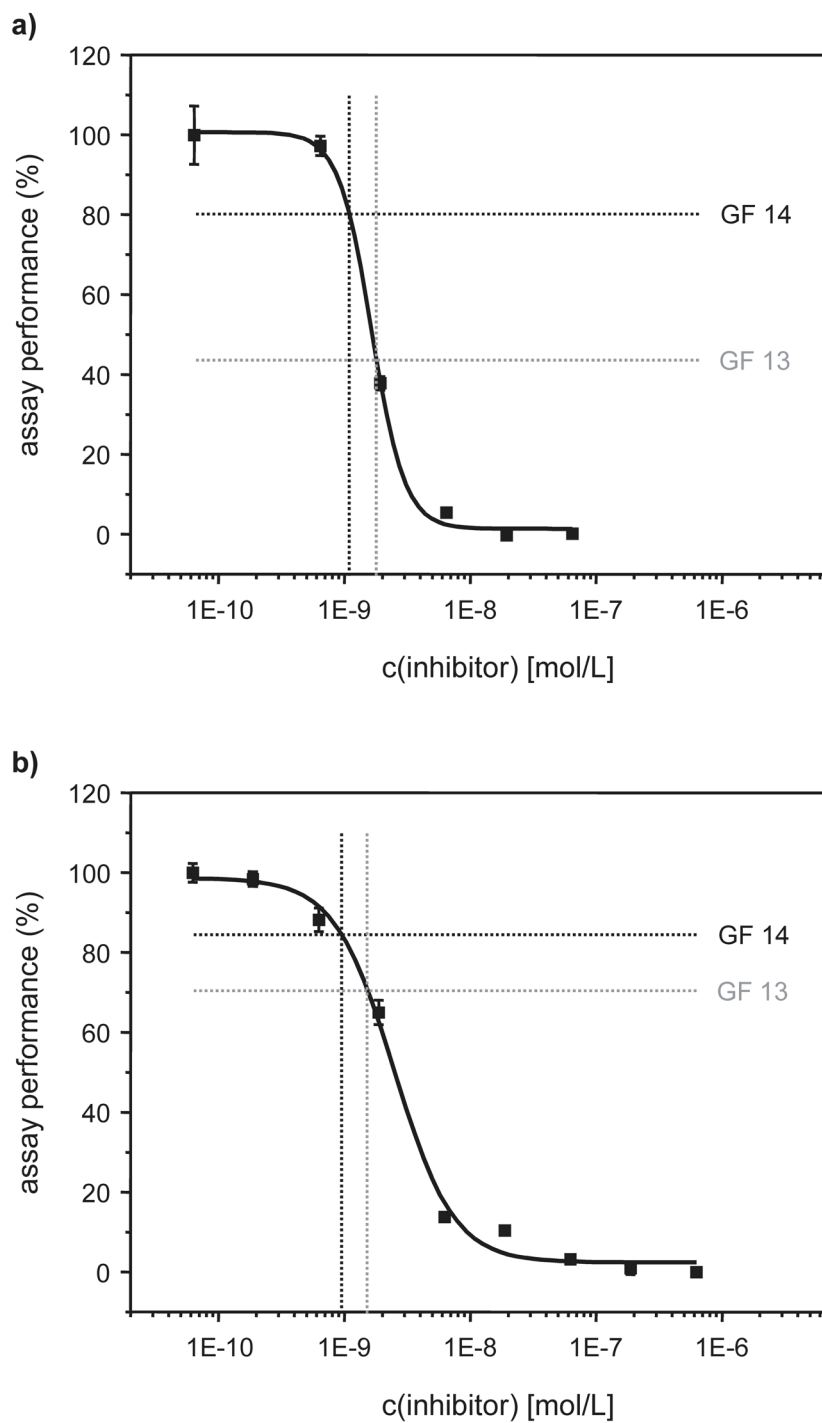 a)
120
100
80
60
40
20
0
assay performance (%)
GF 14
GF 13
1E-10 1E-9 1E-8 1E-7 1E-6
c(inhibitor) [mol/L]
b)
120
100
80
60
40
20
0
assay performance (%)
GF 14
GF 13
1E-10 1E-9 1E-8 1E-7 1E-6
c(inhibitor) [mol/L]